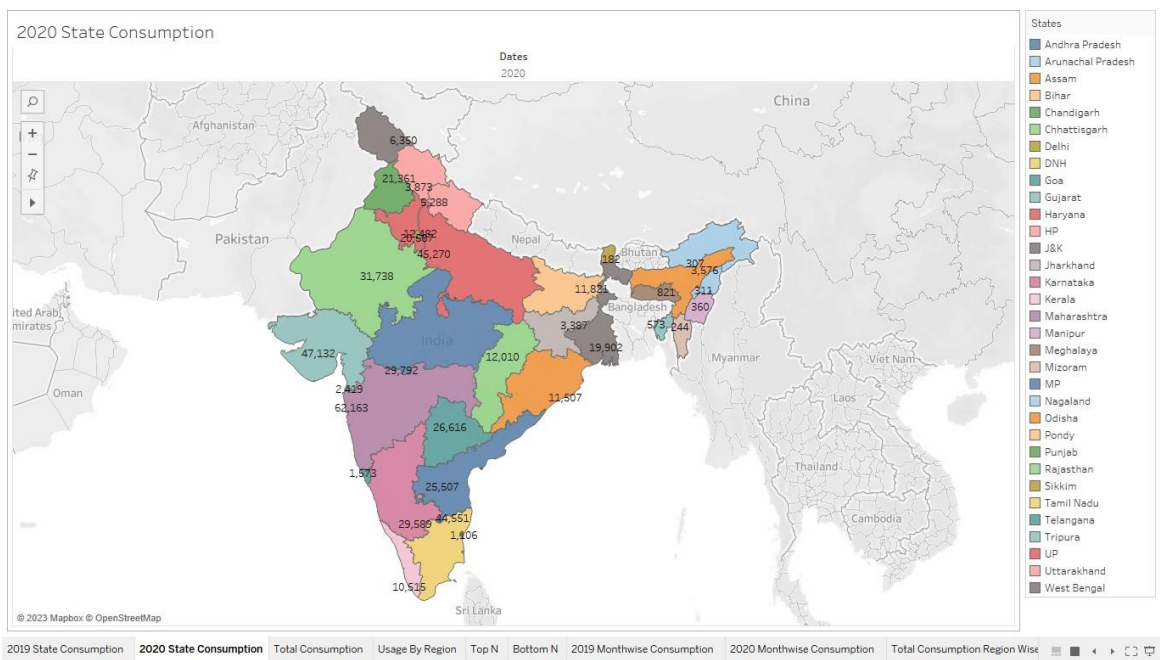 2020 State Consumption
Dates
2020
China
Afghanistan
6,350
21,361
3,873
5,288
Pakistan
Nepal
12,482
45,270
Bhutan
182
307
3,576
31,738
11,831
821
311
360
United Arab
Emirates
Bangladesh
3,387
573
244
India
47,132
12,010
19,902
Myanmar
Viet Nam
29,792
Oman
2,419
11,507
Laos
62,163
26,616
1,573
25,507
Thailand
44,551
29,589
1,106
Cambodia
10,515
Sri Lanka
© 2023 Mapbox © OpenStreetMap
States
Andhra Pradesh
Arunachal Pradesh
Assam
Bihar
Chandigarh
Chhattisgarh
Delhi
DNH
Goa
Gujarat
Haryana
HP
J&K
Jharkhand
Karnataka
Kerala
Maharashtra
Manipur
Meghalaya
Mizoram
MP
Nagaland
Odisha
Pondy
Punjab
Rajasthan
Sikkim
Tamil Nadu
Telangana
Tripura
UP
Uttarakhand
West Bengal
2019 State Consumption 2020 State Consumption Total Consumption Usage By Region Top N Bottom N 2019 Monthwise Consumption 2020 Monthwise Consumption Total Consumption Region Wise